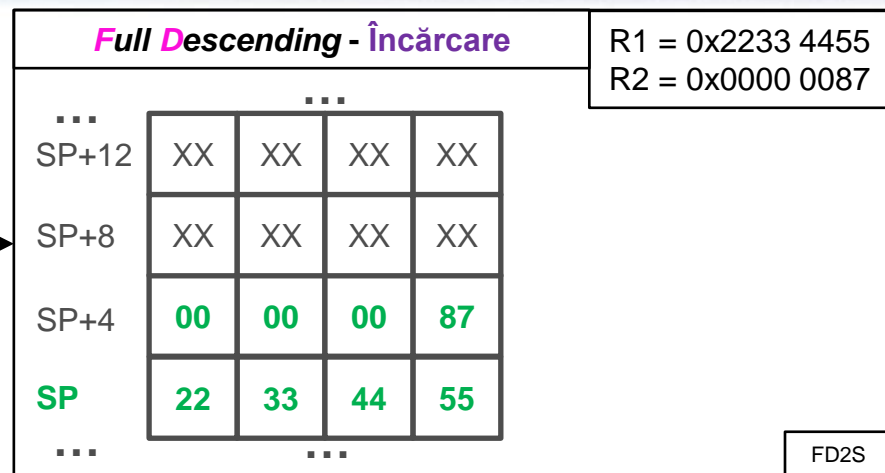 Full Descending - Încărcare
R1 = 0x2233 4455
R2 = 0x0000 0087
... ...
SP+12 XX XX XX XX
SP+8 XX XX XX XX
SP+4 00 00 00 87
SP 22 33 44 55
... ...
FD2S